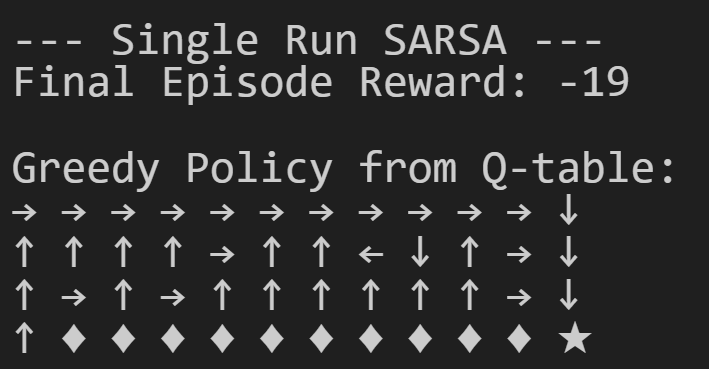 --- Single Run SARSA ---
Final Episode Reward: -19
Greedy Policy from Q-table:
→ → → → → → → → → → → ↓
↑ ↑ ↑ ↑ → ↑ ↑ ← ↓ ↑ → ↓
↑ → ↑ → ↑ ↑ ↑ ↑ ↑ ↑ → ↓
↑ ♦ ♦ ♦ ♦ ♦ ♦ ♦ ♦ ♦ ♦ ★